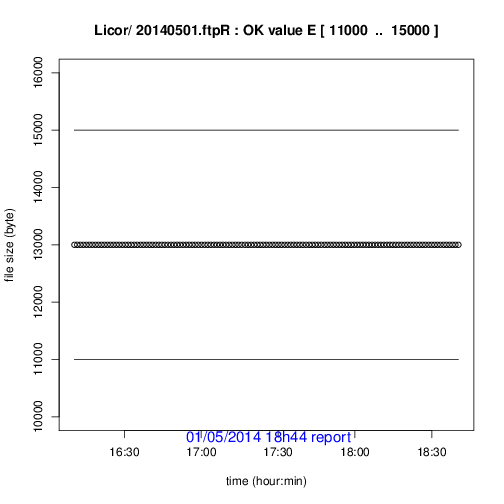 Licor/ 20140501.ftpR : OK value E [ 11000 .. 15000 ]
16000
15000
14000
13000
12000
11000
10000
file size (byte)
01/05/2014 18h44 report
16:30 17:00 17:30 18:00 18:30
time (hour:min)